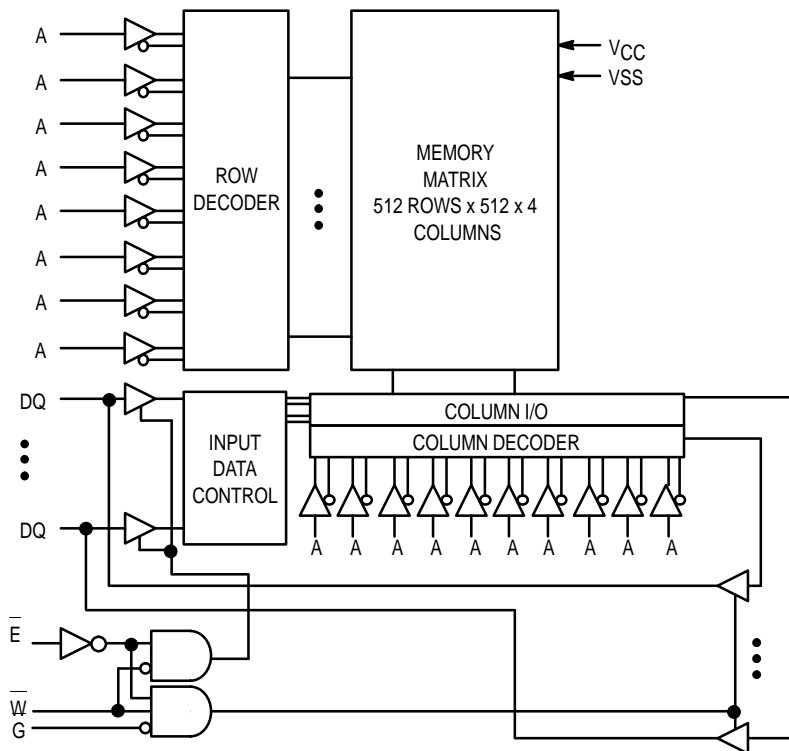 A
A
A
A
A
A
A
A
ROW
DECODER
MEMORY
MATRIX
512 ROWS x 512 x 4
COLUMNS
VCC
VSS
DQ
DQ
INPUT
DATA
CONTROL
COLUMN I/O
COLUMN DECODER
A A A A A A A A A A
E
W
G